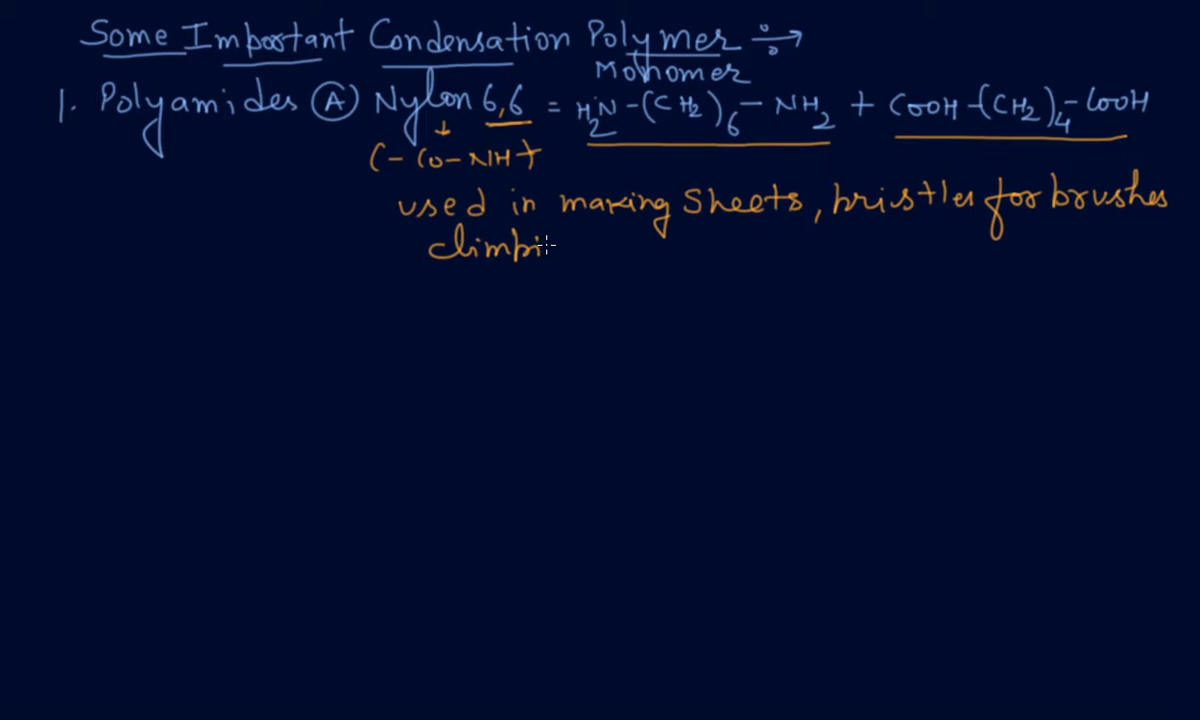 Some Important Condensation Polymer ÷→
Monomer
1. Polyamides (A) Nylon 6,6 = H₂N-(CH₂)₆-NH₂ + COOH-(CH₂)₄-COOH
(-CO-NH-)
used in making Sheets, bristles for brushes
climbi